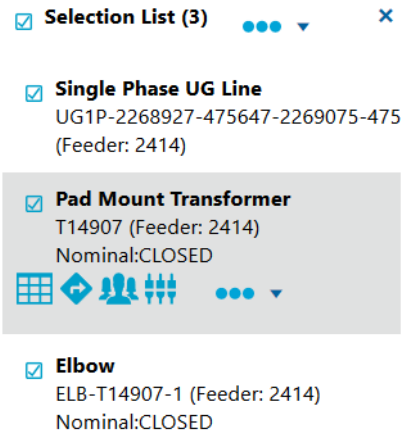 Selection List (3)
Single Phase UG Line
UG1P-2268927-475647-2269075-475
(Feeder: 2414)
Pad Mount Transformer
T14907 (Feeder: 2414)
Nominal:CLOSED
Elbow
ELB-T14907-1 (Feeder: 2414)
Nominal:CLOSED